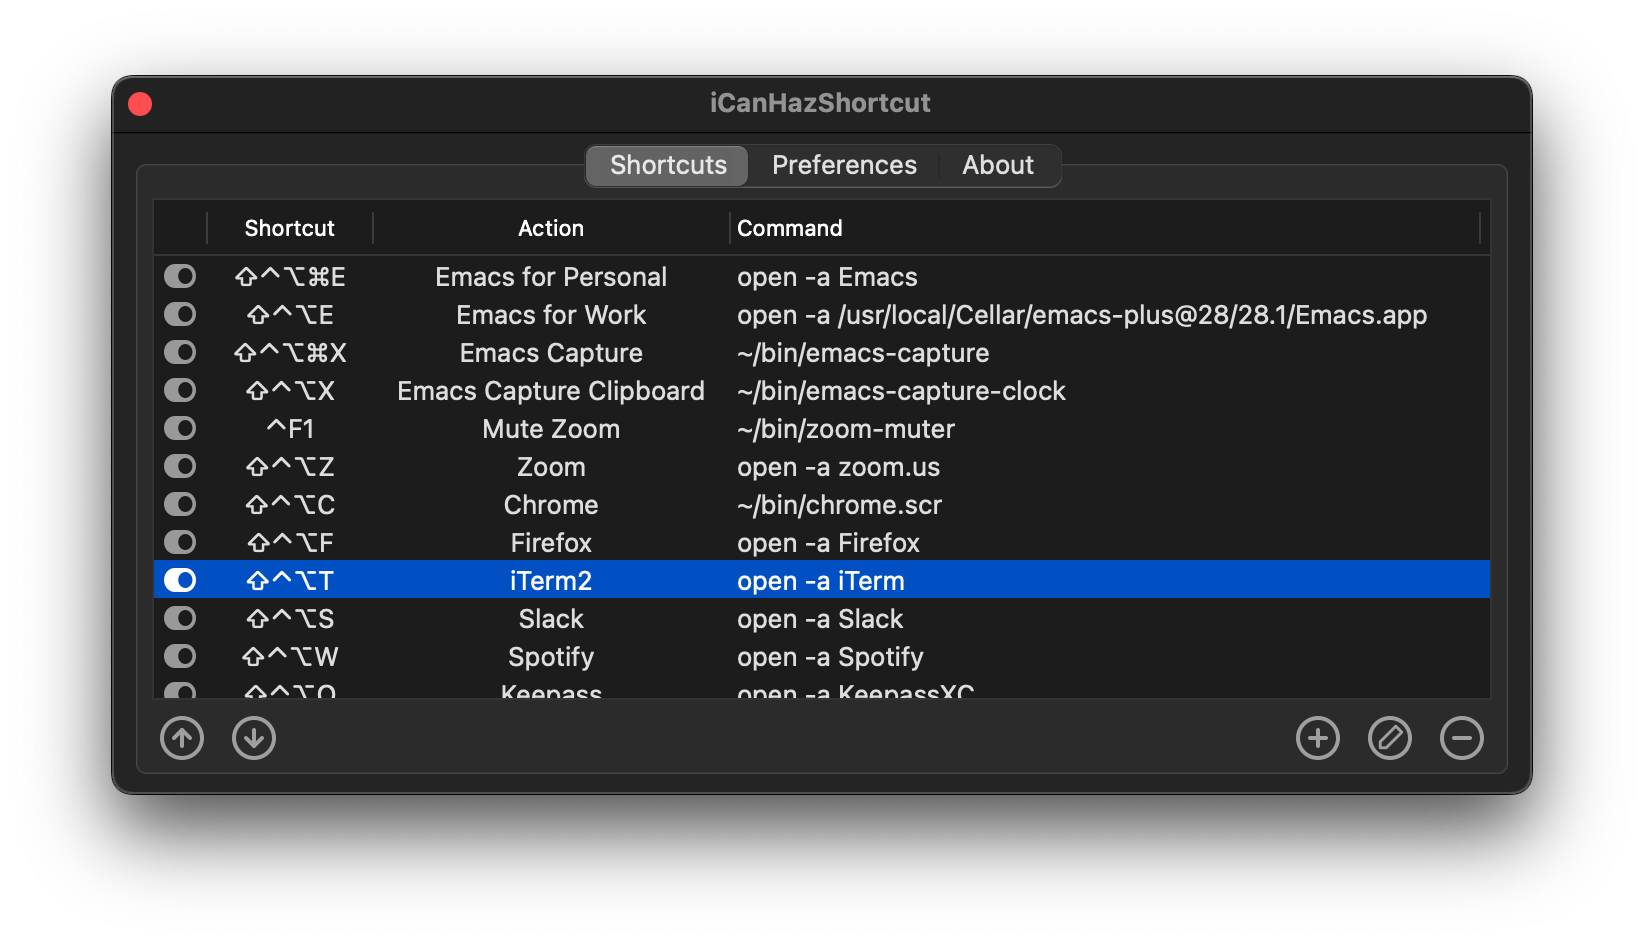 iCanHazShortcut
Shortcuts Preferences About
Shortcut Action Command
⇧^⌥⌘E Emacs for Personal open -a Emacs
⇧^⌥E Emacs for Work open -a /usr/local/Cellar/emacs-plus@28/28.1/Emacs.app
⇧^⌥⌘X Emacs Capture ~/bin/emacs-capture
⇧^⌥X Emacs Capture Clipboard ~/bin/emacs-capture-clock
^F1 Mute Zoom ~/bin/zoom-muter
⇧^⌥Z Zoom open -a zoom.us
⇧^⌥C Chrome ~/bin/chrome.scr
⇧^⌥F Firefox open -a Firefox
⇧^⌥T iTerm2 open -a iTerm
⇧^⌥S Slack open -a Slack
⇧^⌥W Spotify open -a Spotify
Keepass open -a KeepassXC